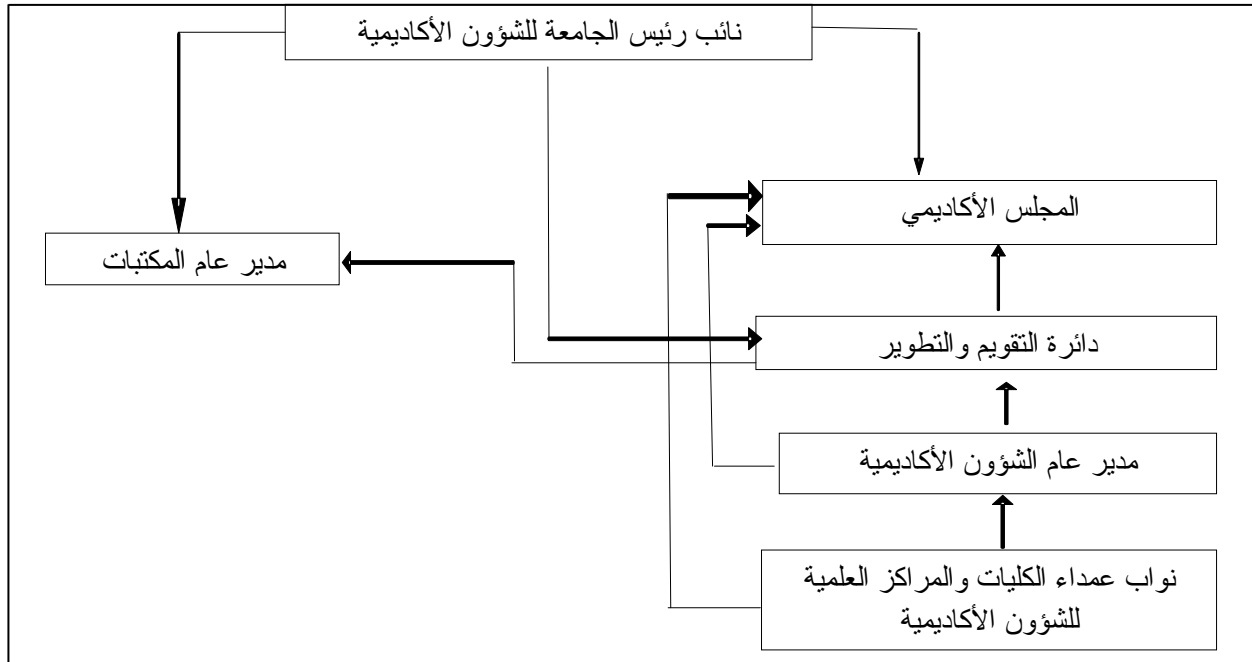 نائب رئيس الجامعة للشؤون الأكاديمية
المجلس الأكاديمي
مدير عام المكتبات
دائرة التقويم والتطوير
مدير عام الشؤون الأكاديمية
نواب عمداء الكليات والمراكز العلمية
للشؤون الأكاديمية